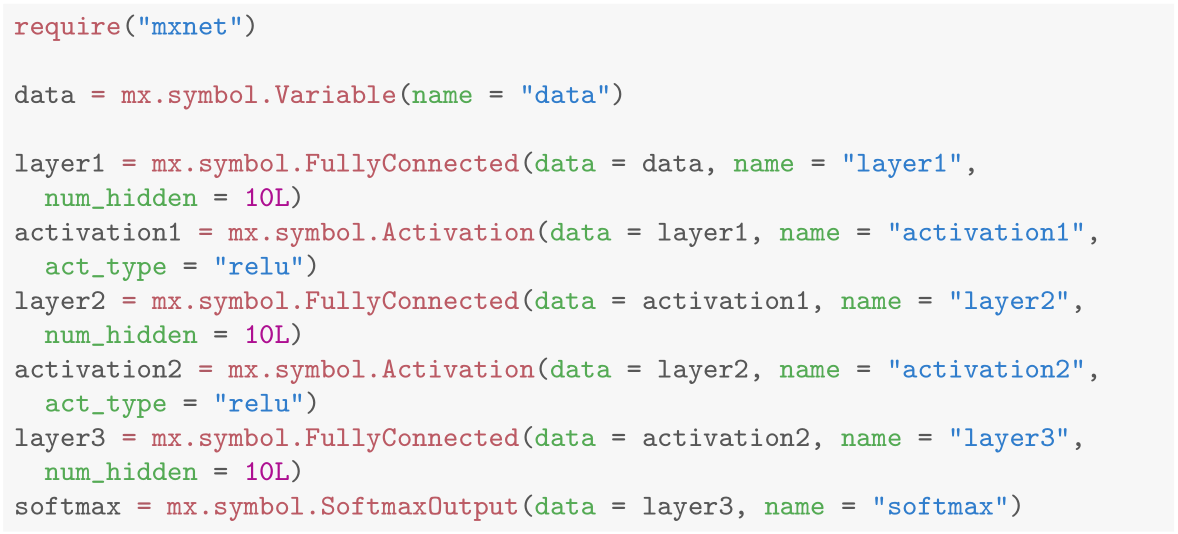 require("mxnet")
data = mx.symbol.Variable(name = "data")
layer1 = mx.symbol.FullyConnected(data = data, name = "layer1",
  num_hidden = 10L)
activation1 = mx.symbol.Activation(data = layer1, name = "activation1",
  act_type = "relu")
layer2 = mx.symbol.FullyConnected(data = activation1, name = "layer2",
  num_hidden = 10L)
activation2 = mx.symbol.Activation(data = layer2, name = "activation2",
  act_type = "relu")
layer3 = mx.symbol.FullyConnected(data = activation2, name = "layer3",
  num_hidden = 10L)
softmax = mx.symbol.SoftmaxOutput(data = layer3, name = "softmax")